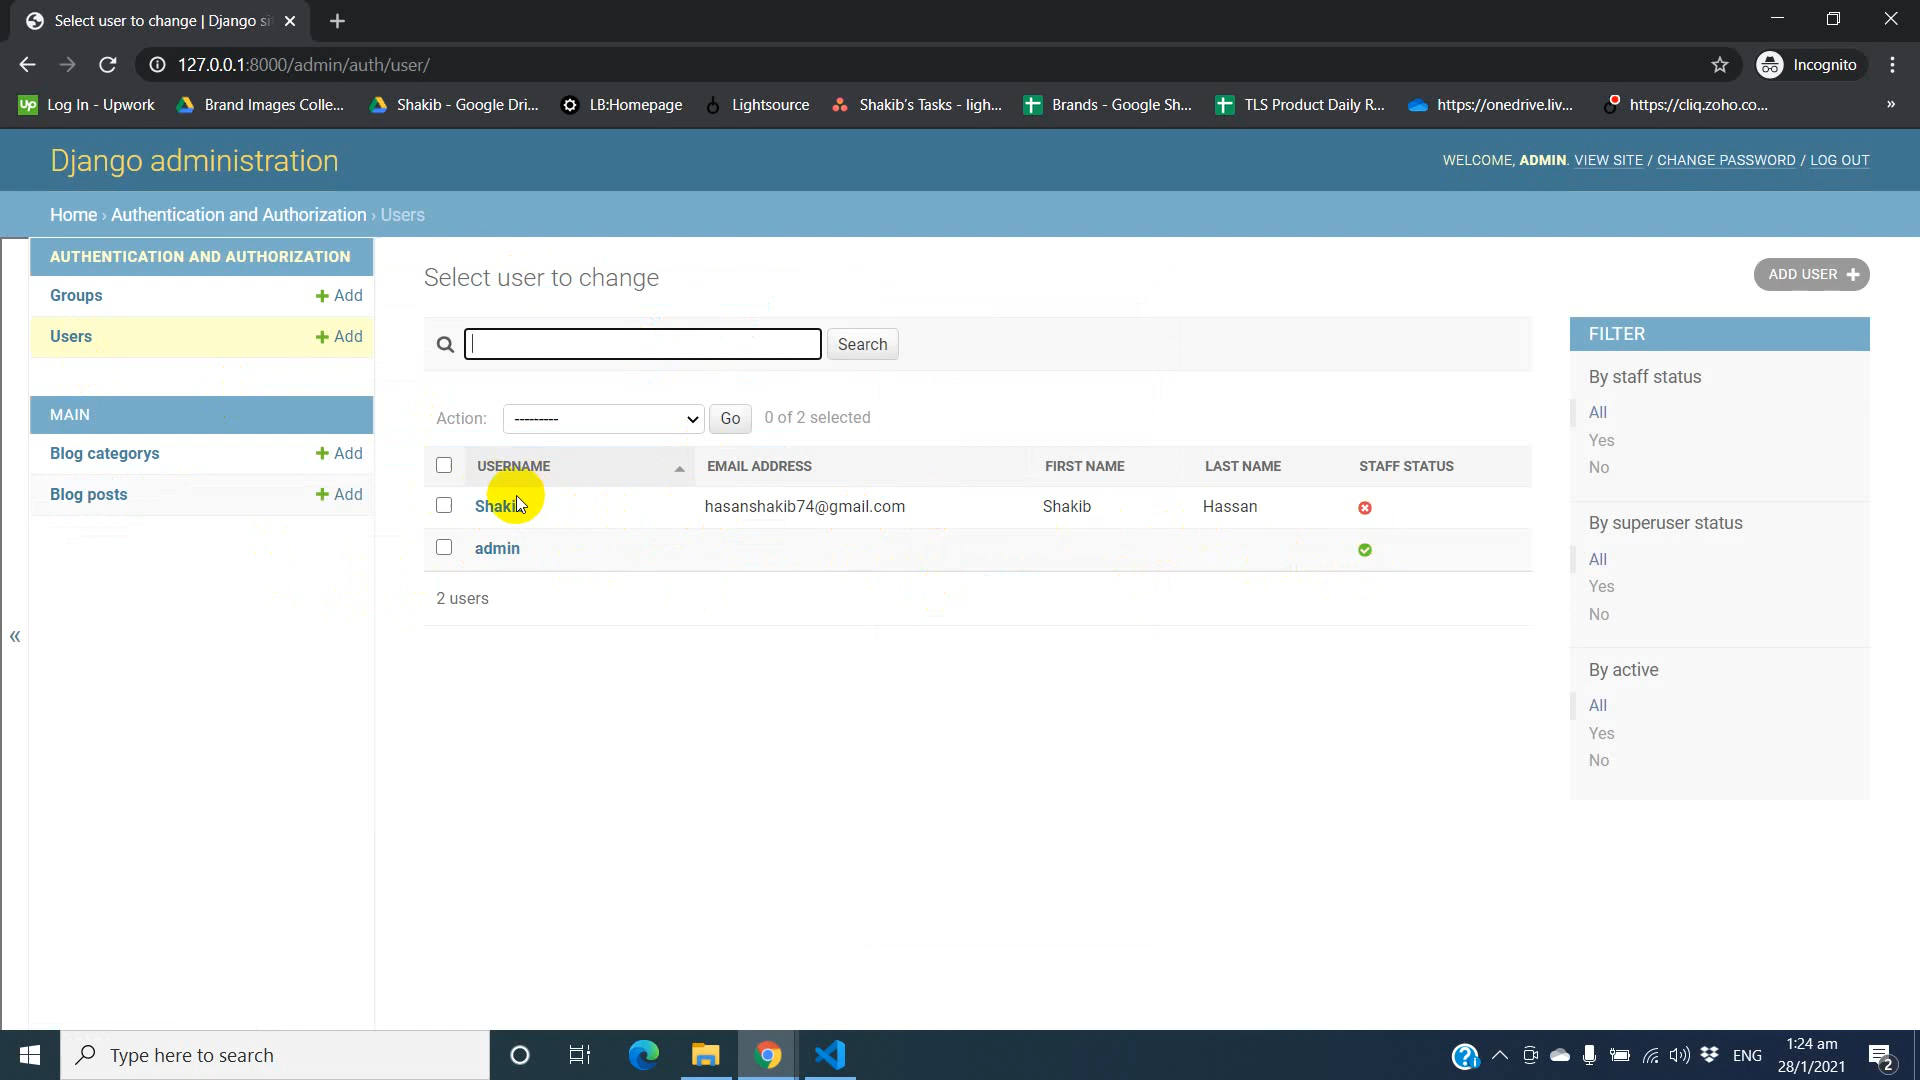 Select user to change | Django si
127.0.0.1:8000/admin/auth/user/
Incognito
Log In - Upwork
Brand Images Colle...
Shakib - Google Dri...
LB:Homepage
Lightsource
Shakib's Tasks - ligh...
Brands - Google Sh...
TLS Product Daily R...
https://onedrive.liv...
https://cliq.zoho.co...
»
Django administration
WELCOME, ADMIN. VIEW SITE / CHANGE PASSWORD / LOG OUT
Home › Authentication and Authorization › Users
AUTHENTICATION AND AUTHORIZATION
Groups + Add
Users + Add
MAIN
Blog categorys + Add
Blog posts + Add
«
Select user to change
ADD USER +
Search
Action: --------- Go 0 of 2 selected
USERNAME EMAIL ADDRESS FIRST NAME LAST NAME STAFF STATUS
Shakib hasanshakib74@gmail.com Shakib Hassan
admin
2 users
FILTER
By staff status
All
Yes
No
By superuser status
All
Yes
No
By active
All
Yes
No
Type here to search
ENG
1:24 am
28/1/2021
2